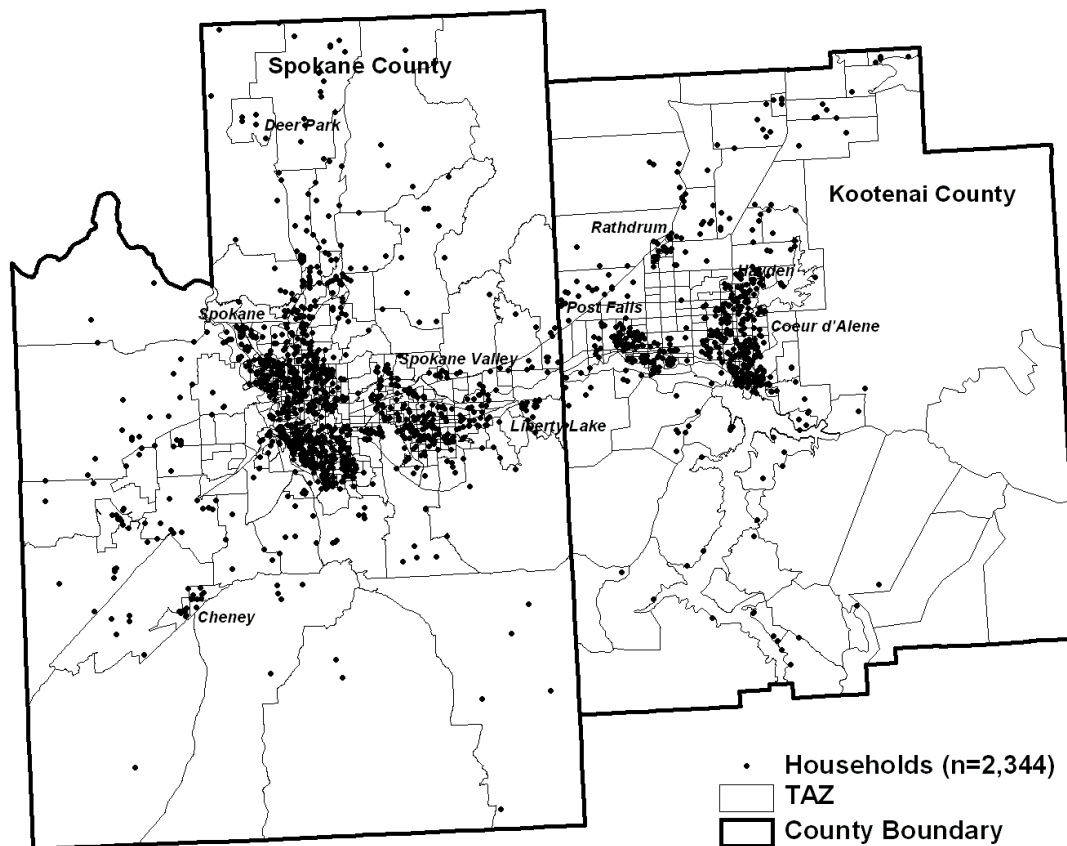 Spokane County
Deer Park
Kootenai County
Rathdrum
Hayden
Post Falls
Spokane
Coeur d'Alene
Spokane Valley
Liberty Lake
Cheney
Households (n=2,344)
TAZ
County Boundary